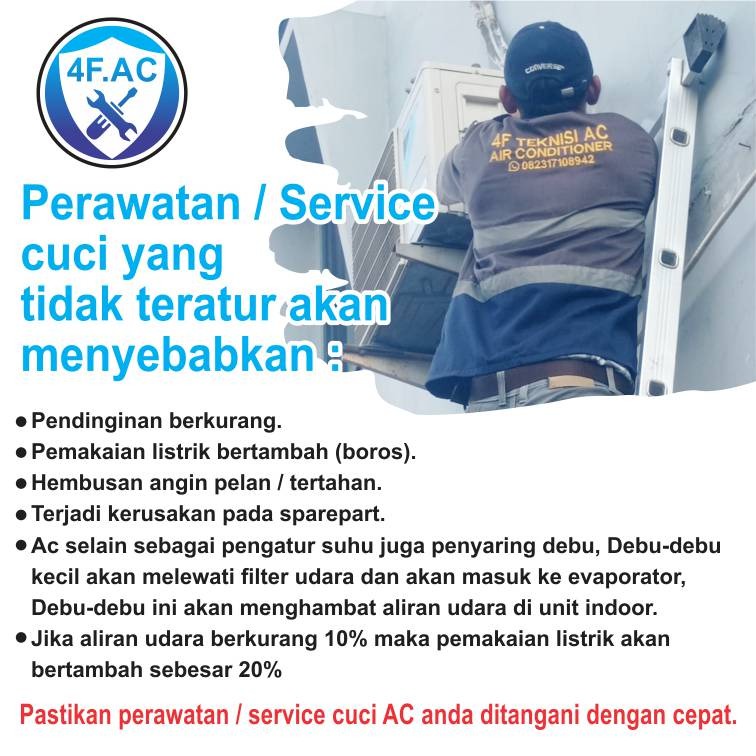 4F.AC
CONVERSE
4F TEKNISI AC
AIR CONDITIONER
082317108942
Perawatan / Service
cuci yang
tidak teratur akan
menyebabkan :
• Pendinginan berkurang.
• Pemakaian listrik bertambah (boros).
• Hembusan angin pelan / tertahan.
• Terjadi kerusakan pada sparepart.
• Ac selain sebagai pengatur suhu juga penyaring debu, Debu-debu
kecil akan melewati filter udara dan akan masuk ke evaporator,
Debu-debu ini akan menghambat aliran udara di unit indoor.
• Jika aliran udara berkurang 10% maka pemakaian listrik akan
bertambah sebesar 20%
Pastikan perawatan / service cuci AC anda ditangani dengan cepat.